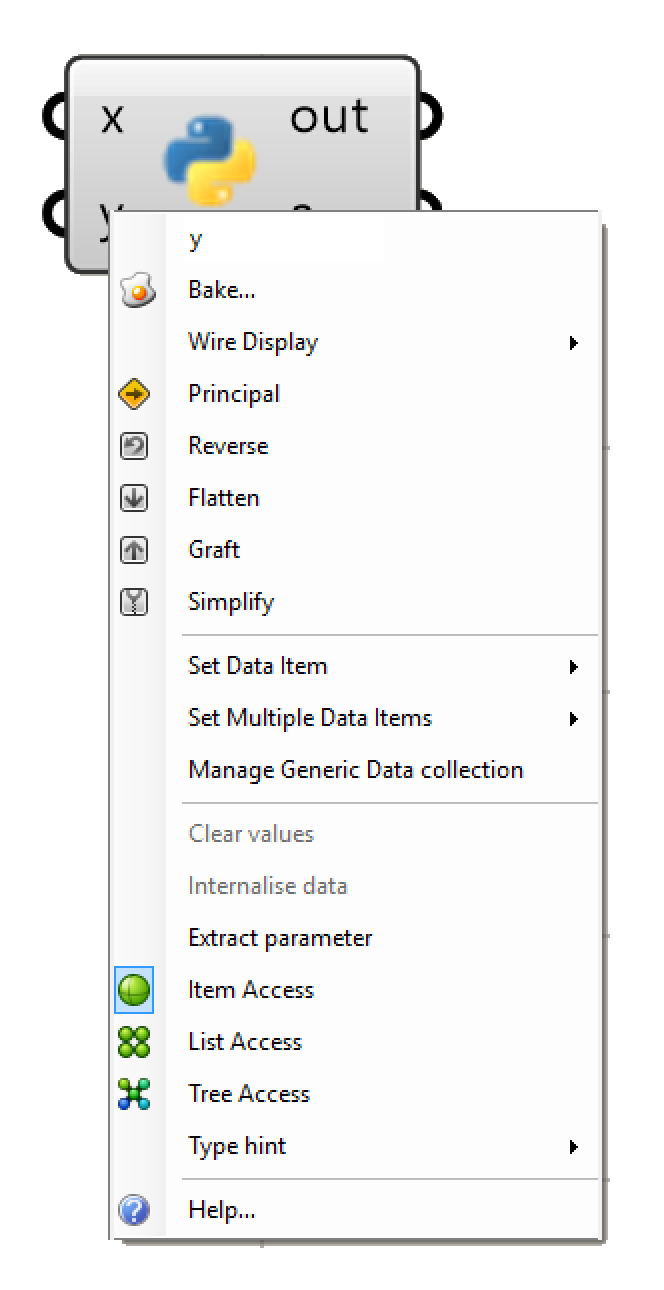 x out
y
y
Bake...
Wire Display
Principal
Reverse
Flatten
Graft
Simplify
Set Data Item
Set Multiple Data Items
Manage Generic Data collection
Clear values
Internalise data
Extract parameter
Item Access
List Access
Tree Access
Type hint
Help...